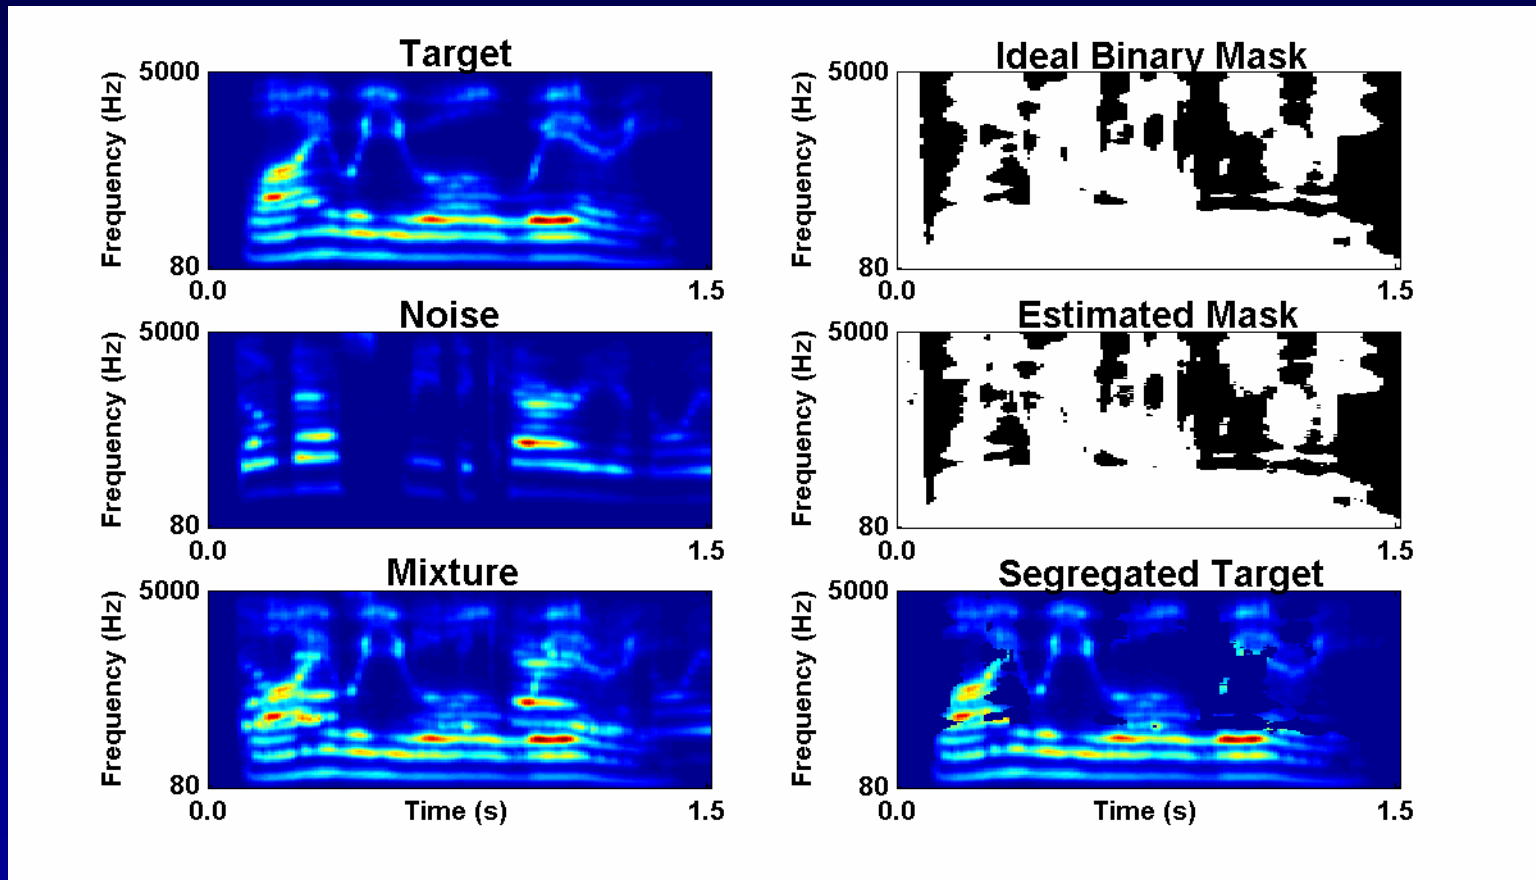 Target
Frequency (Hz)
5000
80
0.0 1.5
Ideal Binary Mask
Frequency (Hz)
5000
80
0.0 1.5
Noise
Frequency (Hz)
5000
80
0.0 1.5
Estimated Mask
Frequency (Hz)
5000
80
0.0 1.5
Mixture
Frequency (Hz)
5000
80
0.0 Time (s) 1.5
Segregated Target
Frequency (Hz)
5000
80
0.0 Time (s) 1.5